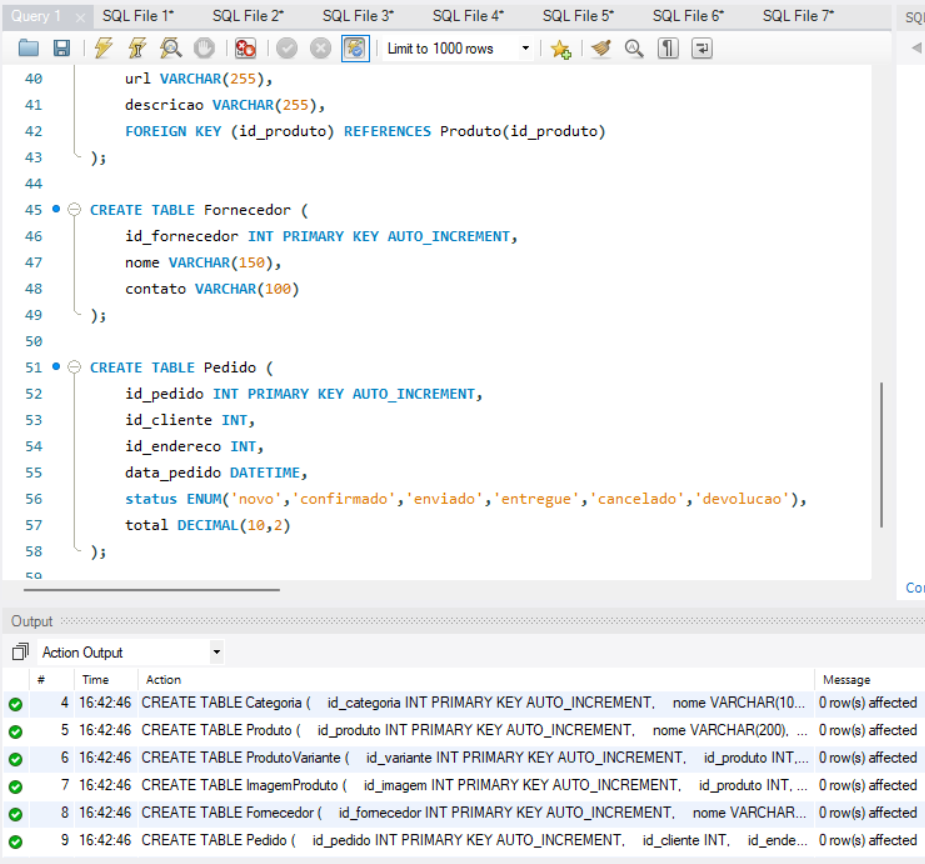 Query 1 SQL File 1* SQL File 2* SQL File 3* SQL File 4* SQL File 5* SQL File 6* SQL File 7* SQL
Limit to 1000 rows
40 url VARCHAR(255),
41 descricao VARCHAR(255),
42 FOREIGN KEY (id_produto) REFERENCES Produto(id_produto)
43 );
44
45 CREATE TABLE Fornecedor (
46 id_fornecedor INT PRIMARY KEY AUTO_INCREMENT,
47 nome VARCHAR(150),
48 contato VARCHAR(100)
49 );
50
51 CREATE TABLE Pedido (
52 id_pedido INT PRIMARY KEY AUTO_INCREMENT,
53 id_cliente INT,
54 id_endereco INT,
55 data_pedido DATETIME,
56 status ENUM('novo','confirmado','enviado','entregue','cancelado','devolucao'),
57 total DECIMAL(10,2)
58 );
59
Con
Output
Action Output
# Time Action Message
4 16:42:46 CREATE TABLE Categoria ( id_categoria INT PRIMARY KEY AUTO_INCREMENT, nome VARCHAR(10... 0 row(s) affected
5 16:42:46 CREATE TABLE Produto ( id_produto INT PRIMARY KEY AUTO_INCREMENT, nome VARCHAR(200), ... 0 row(s) affected
6 16:42:46 CREATE TABLE ProdutoVariante ( id_variante INT PRIMARY KEY AUTO_INCREMENT, id_produto INT,... 0 row(s) affected
7 16:42:46 CREATE TABLE ImagemProduto ( id_imagem INT PRIMARY KEY AUTO_INCREMENT, id_produto INT, ... 0 row(s) affected
8 16:42:46 CREATE TABLE Fornecedor ( id_fornecedor INT PRIMARY KEY AUTO_INCREMENT, nome VARCHAR... 0 row(s) affected
9 16:42:46 CREATE TABLE Pedido ( id_pedido INT PRIMARY KEY AUTO_INCREMENT, id_cliente INT, id_ende... 0 row(s) affected